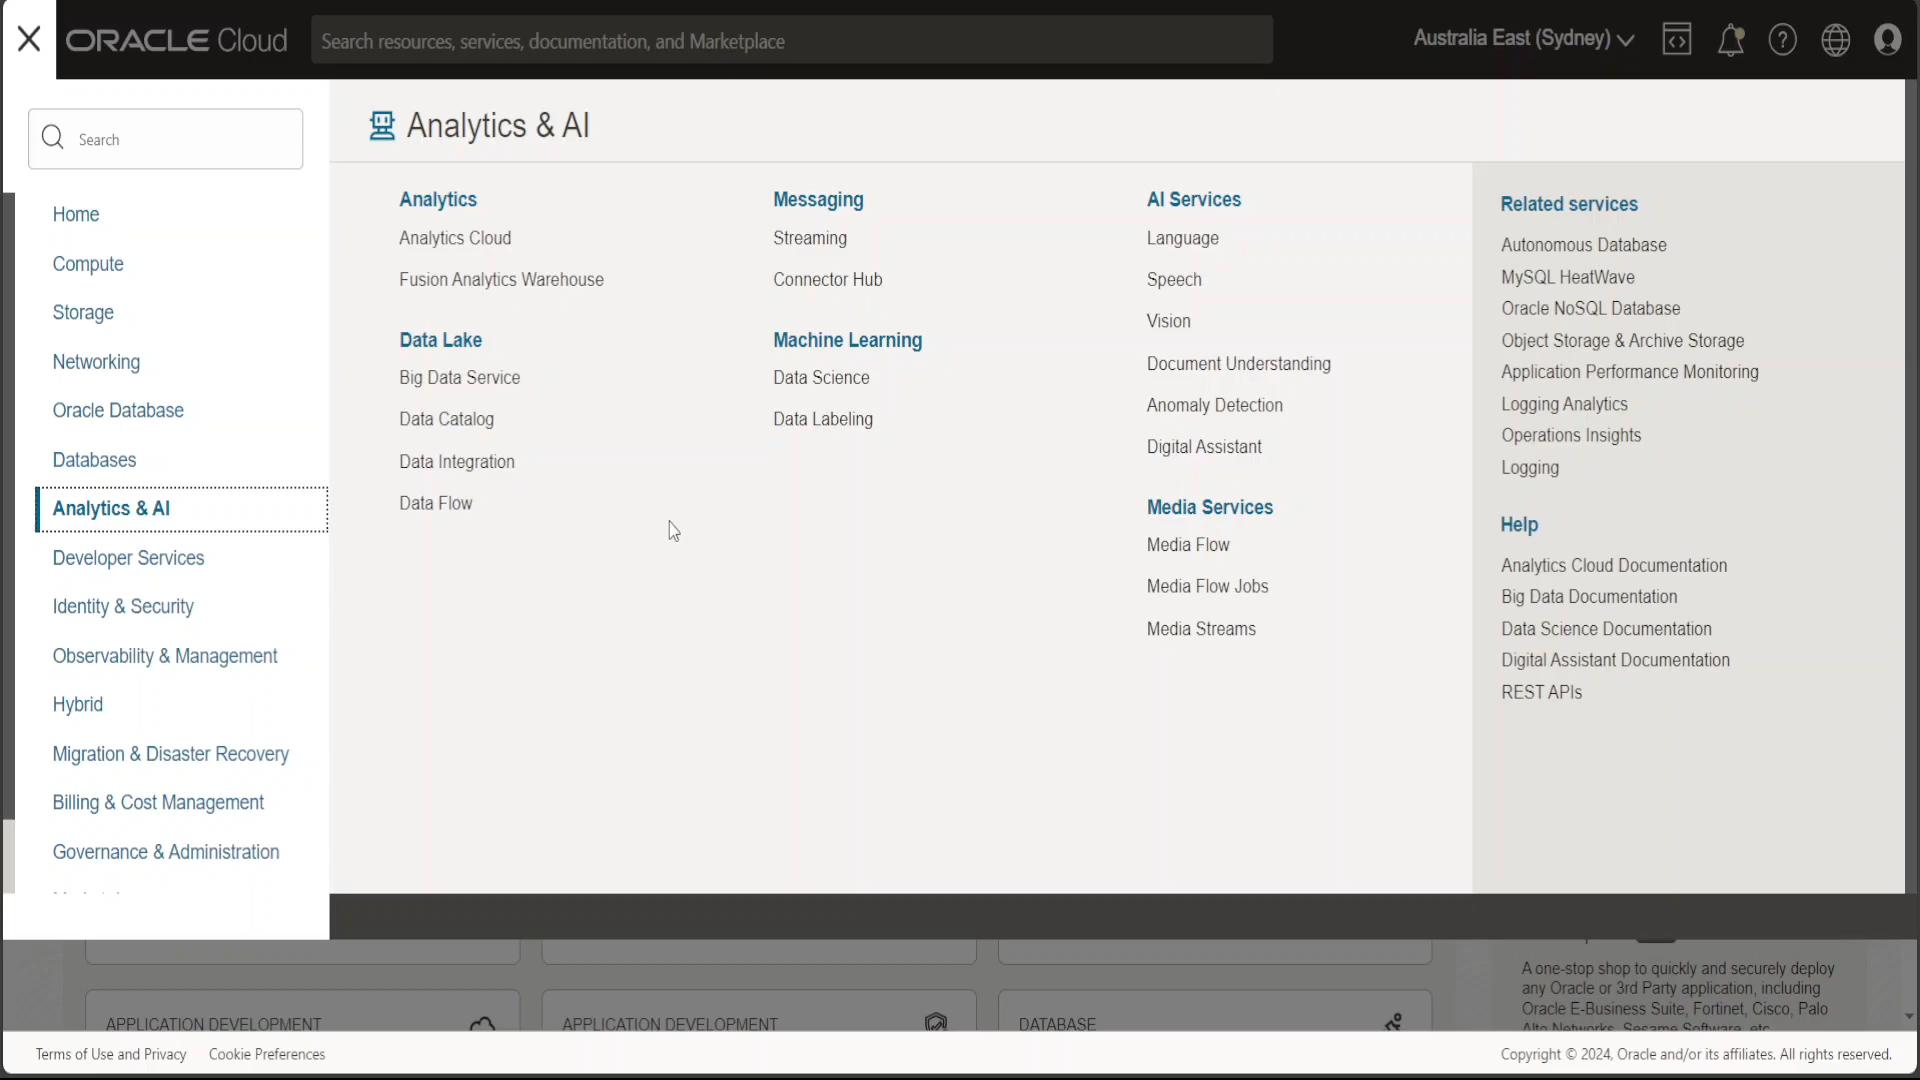 ORACLE Cloud
Search resources, services, documentation, and Marketplace
Australia East (Sydney)
Search
Home
Compute
Storage
Networking
Oracle Database
Databases
Analytics & AI
Developer Services
Identity & Security
Observability & Management
Hybrid
Migration & Disaster Recovery
Billing & Cost Management
Governance & Administration
Analytics & AI
Analytics
Analytics Cloud
Fusion Analytics Warehouse
Data Lake
Big Data Service
Data Catalog
Data Integration
Data Flow
Messaging
Streaming
Connector Hub
Machine Learning
Data Science
Data Labeling
AI Services
Language
Speech
Vision
Document Understanding
Anomaly Detection
Digital Assistant
Media Services
Media Flow
Media Flow Jobs
Media Streams
Related services
Autonomous Database
MySQL HeatWave
Oracle NoSQL Database
Object Storage & Archive Storage
Application Performance Monitoring
Logging Analytics
Operations Insights
Logging
Help
Analytics Cloud Documentation
Big Data Documentation
Data Science Documentation
Digital Assistant Documentation
REST APIs
APPLICATION DEVELOPMENT
APPLICATION DEVELOPMENT
DATABASE
A one-stop shop to quickly and securely deploy
any Oracle or 3rd Party application, including
Oracle E-Business Suite, Fortinet, Cisco, Palo
Alto Networks, Sesame Software, etc
Terms of Use and Privacy
Cookie Preferences
Copyright © 2024, Oracle and/or its affiliates. All rights reserved.